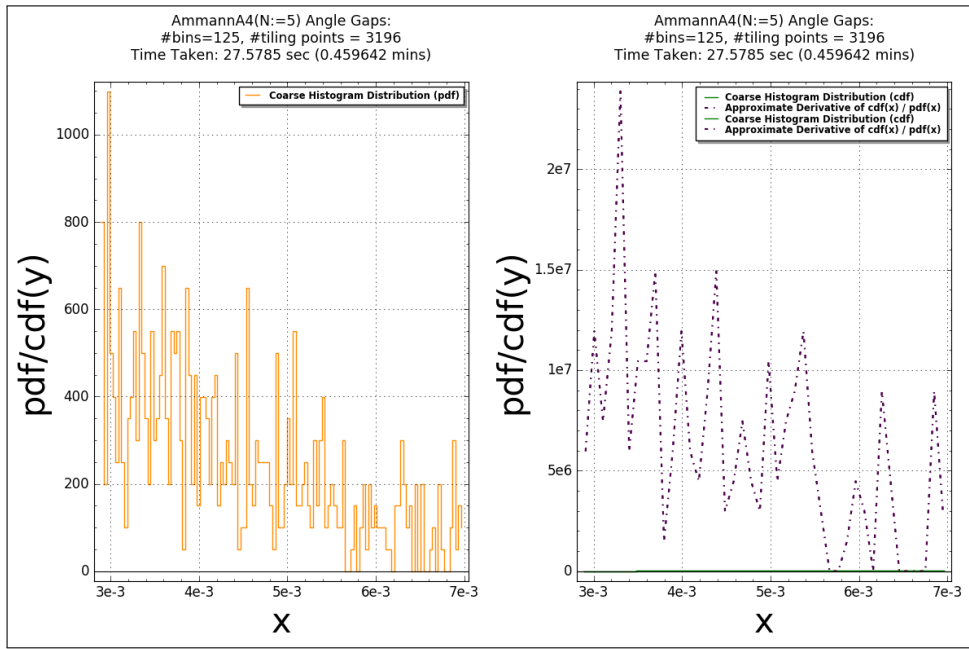 AmmannA4(N:=5) Angle Gaps:
#bins=125, #tiling points = 3196
Time Taken: 27.5785 sec (0.459642 mins)
Coarse Histogram Distribution (pdf)
pdf/cdf(y)
1000
800
600
400
200
0
3e-3 4e-3 5e-3 6e-3 7e-3
x
AmmannA4(N:=5) Angle Gaps:
#bins=125, #tiling points = 3196
Time Taken: 27.5785 sec (0.459642 mins)
Coarse Histogram Distribution (cdf)
Approximate Derivative of cdf(x) / pdf(x)
Coarse Histogram Distribution (cdf)
Approximate Derivative of cdf(x) / pdf(x)
pdf/cdf(y)
2e7
1.5e7
1e7
5e6
0
3e-3 4e-3 5e-3 6e-3 7e-3
x